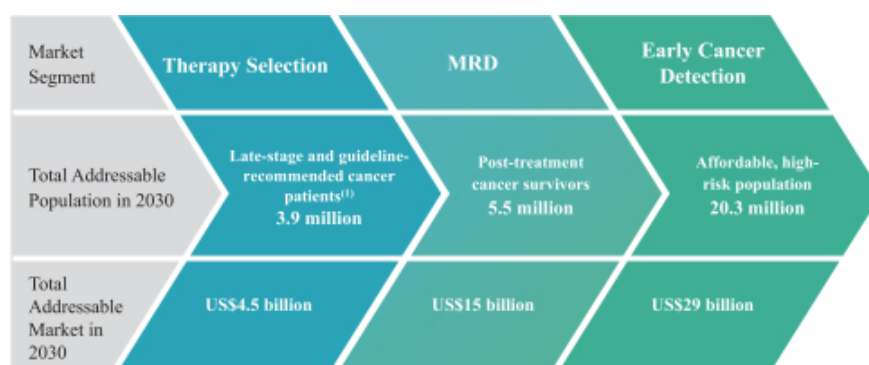 Market
Segment
Therapy Selection
MRD
Early Cancer
Detection
Total Addressable
Population in 2030
Late-stage and guideline-
recommended cancer
patients(1)
3.9 million
Post-treatment
cancer survivors
5.5 million
Affordable, high-
risk population
20.3 million
Total
Addressable
Market in
2030
US$4.5 billion
US$15 billion
US$29 billion